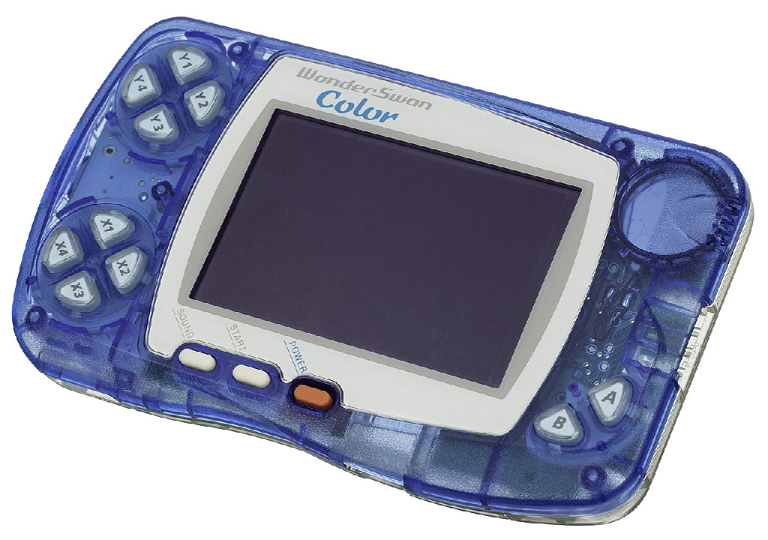 WonderSwan
Color
Y1
Y2
Y3
Y4
X1
X2
X3
X4
SOUND
START
POWER
A
B